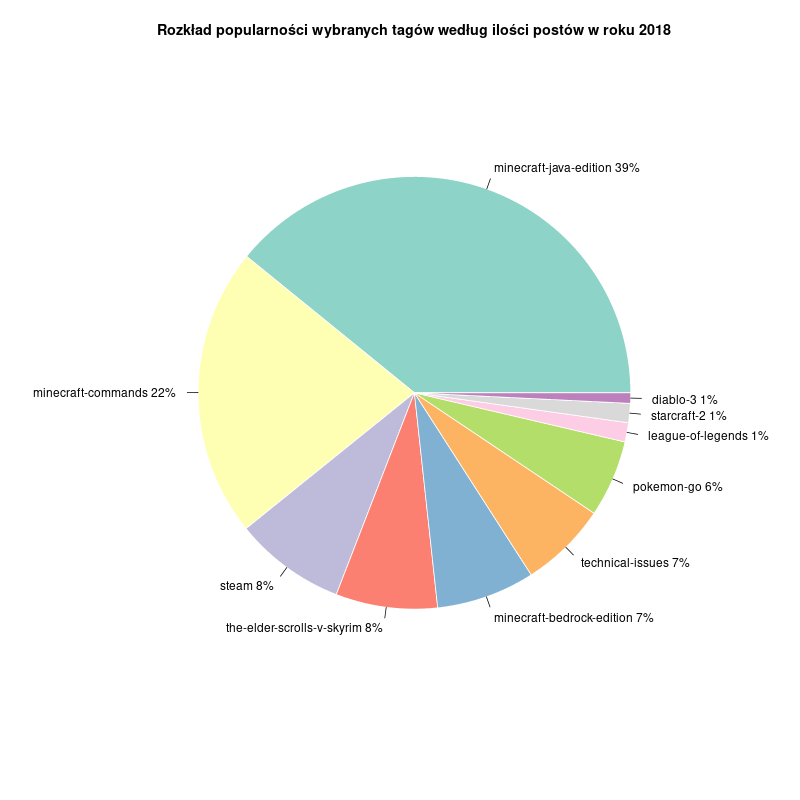 Rozkład popularności wybranych tagów według ilości postów w roku 2018
minecraft-java-edition 39%
minecraft-commands 22%
steam 8%
the-elder-scrolls-v-skyrim 8%
minecraft-bedrock-edition 7%
technical-issues 7%
pokemon-go 6%
league-of-legends 1%
starcraft-2 1%
diablo-3 1%